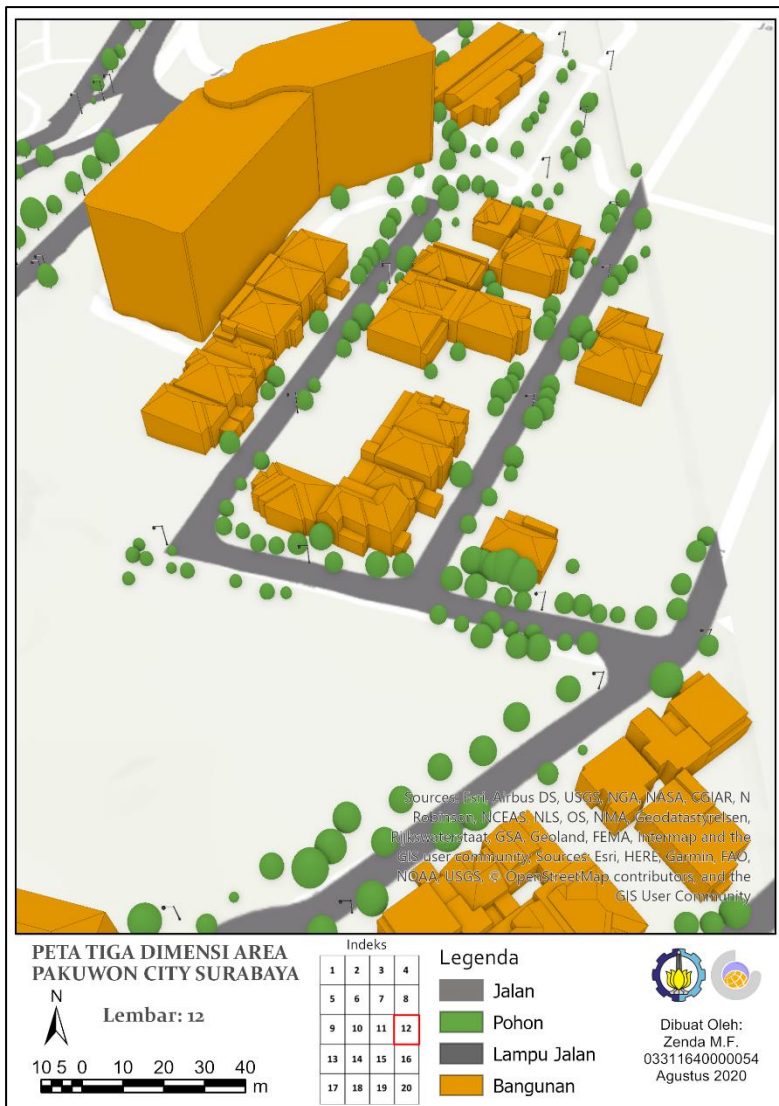 Sources: Esri, Airbus DS, USGS, NGA, NASA, CGIAR, N
Robinson, NCEAS, NLS, OS, NMA, Geodatastyrelsen,
Rijkswaterstaat, GSA, Geoland, FEMA, Intermap and the
GIS user community, Sources: Esri, HERE, Garmin, FAO,
NOAA, USGS, © OpenStreetMap contributors, and the
GIS User Community
PETA TIGA DIMENSI AREA
PAKUWON CITY SURABAYA
N
Lembar: 12
10 5 0 10 20 30 40
m
Indeks
1 2 3 4
5 6 7 8
9 10 11 12
13 14 15 16
17 18 19 20
Legenda
Jalan
Pohon
Lampu Jalan
Bangunan
Dibuat Oleh:
Zenda M.F.
03311640000054
Agustus 2020